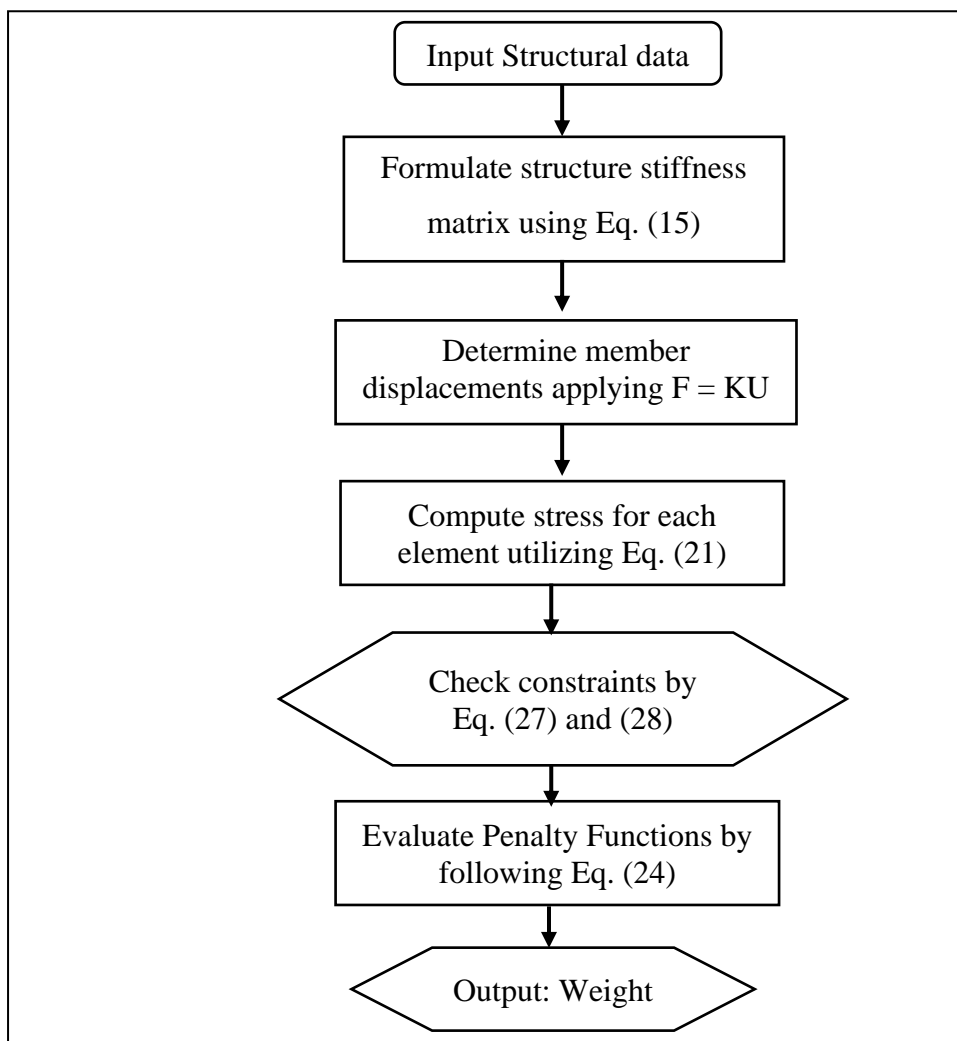 Input Structural data
Formulate structure stiffness
matrix using Eq. (15)
Determine member
displacements applying F = KU
Compute stress for each
element utilizing Eq. (21)
Check constraints by
Eq. (27) and (28)
Evaluate Penalty Functions by
following Eq. (24)
Output: Weight